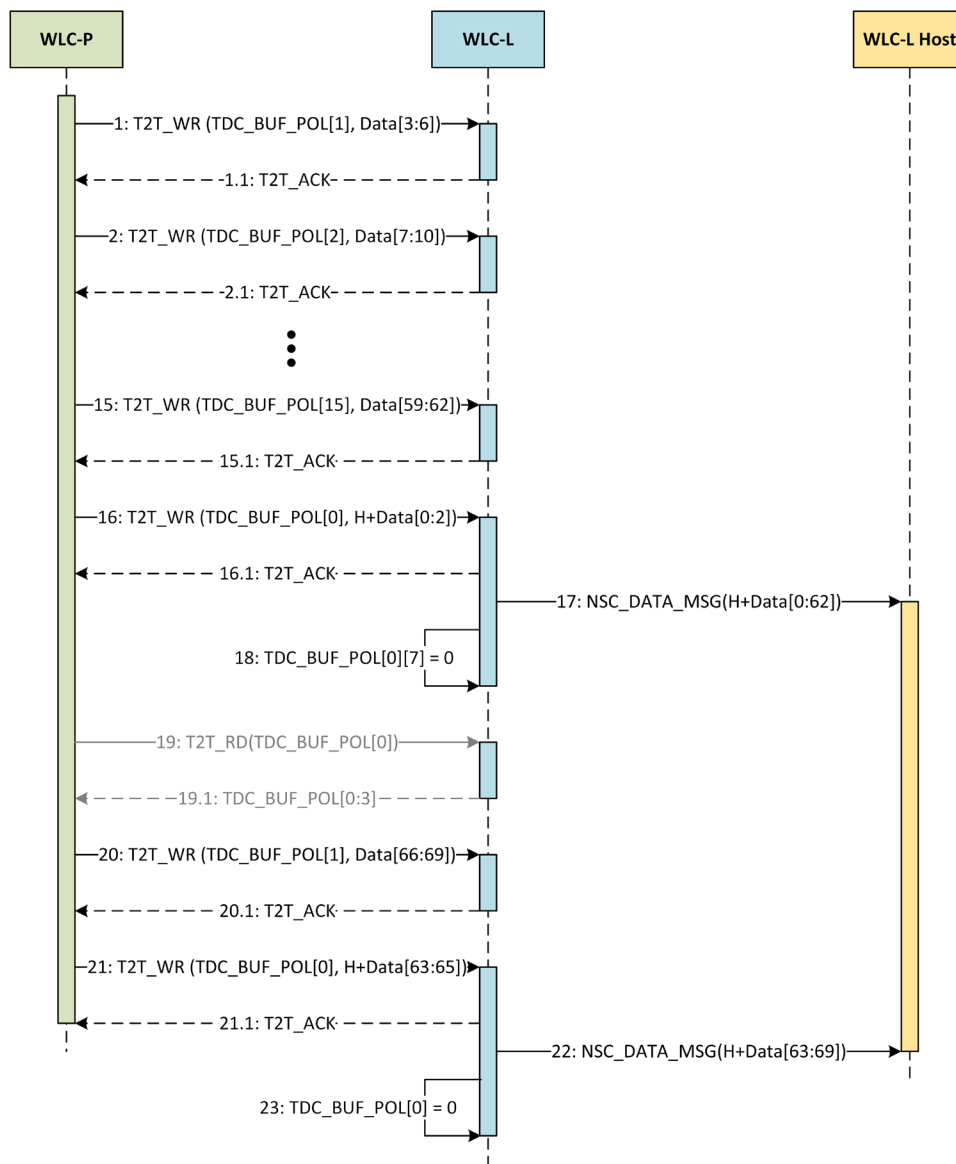 WLC-P
WLC-L
WLC-L Host
1: T2T_WR (TDC_BUF_POL[1], Data[3:6])
1.1: T2T_ACK
2: T2T_WR (TDC_BUF_POL[2], Data[7:10])
2.1: T2T_ACK
15: T2T_WR (TDC_BUF_POL[15], Data[59:62])
15.1: T2T_ACK
16: T2T_WR (TDC_BUF_POL[0], H+Data[0:2])
16.1: T2T_ACK
17: NSC_DATA_MSG(H+Data[0:62])
18: TDC_BUF_POL[0][7] = 0
19: T2T_RD(TDC_BUF_POL[0])
19.1: TDC_BUF_POL[0:3]
20: T2T_WR (TDC_BUF_POL[1], Data[66:69])
20.1: T2T_ACK
21: T2T_WR (TDC_BUF_POL[0], H+Data[63:65])
21.1: T2T_ACK
22: NSC_DATA_MSG(H+Data[63:69])
23: TDC_BUF_POL[0] = 0